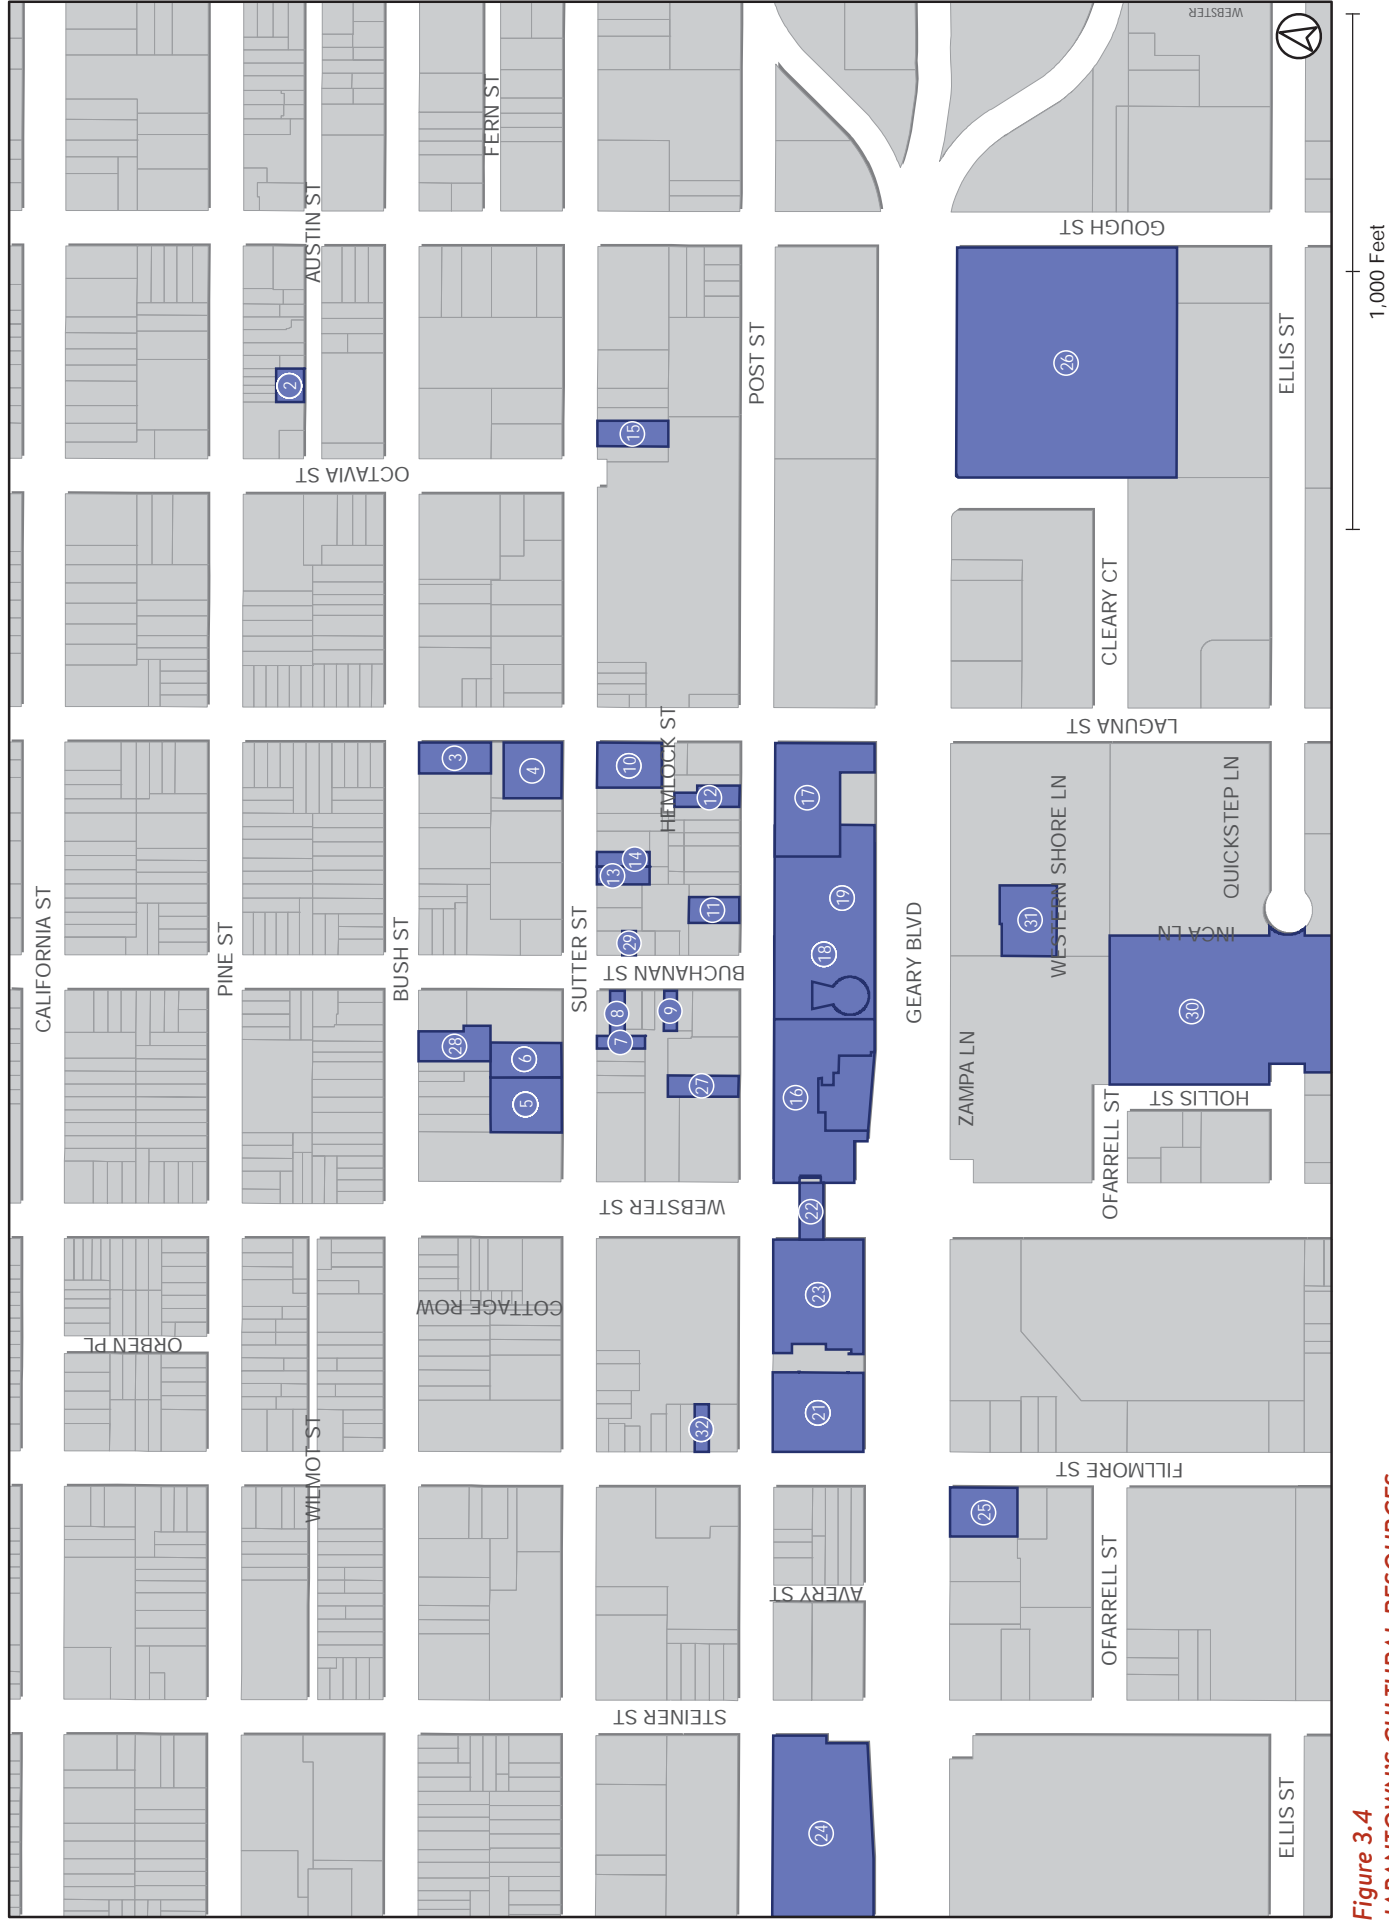 CALIFORNIA ST
PINE ST
BUSH ST
SUTTER ST
POST ST
GEARY BLVD
ELLIS ST
ELLIS ST
AUSTIN ST
FERN ST
HEMLOCK ST
WILMOT ST
CLEARY CT
WESTERN SHORE LN
QUICKSTEP LN
ZAMPA LN
OFARRELL ST
OFARRELL ST
STEINER ST
AVERY ST
FILLMORE ST
ORBEN PL
COTTAGE ROW
WEBSTER ST
HOLLIS ST
INCA LN
BUCHANAN ST
LAGUNA ST
OCTAVIA ST
GOUGH ST
WEBSTER
2
3
4
5
6
7
8
9
10
11
12
13
14
15
16
17
18
19
21
22
23
24
25
26
27
28
29
30
31
32
1,000 Feet
Figure 3.4
JAPANTOWN'S CULTURAL RESOURCES